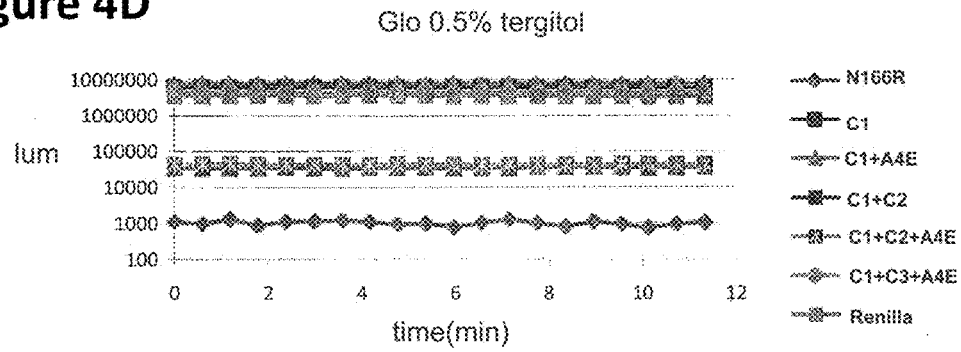 gure 4D
Glo 0.5% tergitol
10000000
1000000
100000
10000
1000
100
lum
0 2 4 6 8 10 12
time(min)
N166R
C1
C1+A4E
C1+C2
C1+C2+A4E
C1+C3+A4E
Renilla